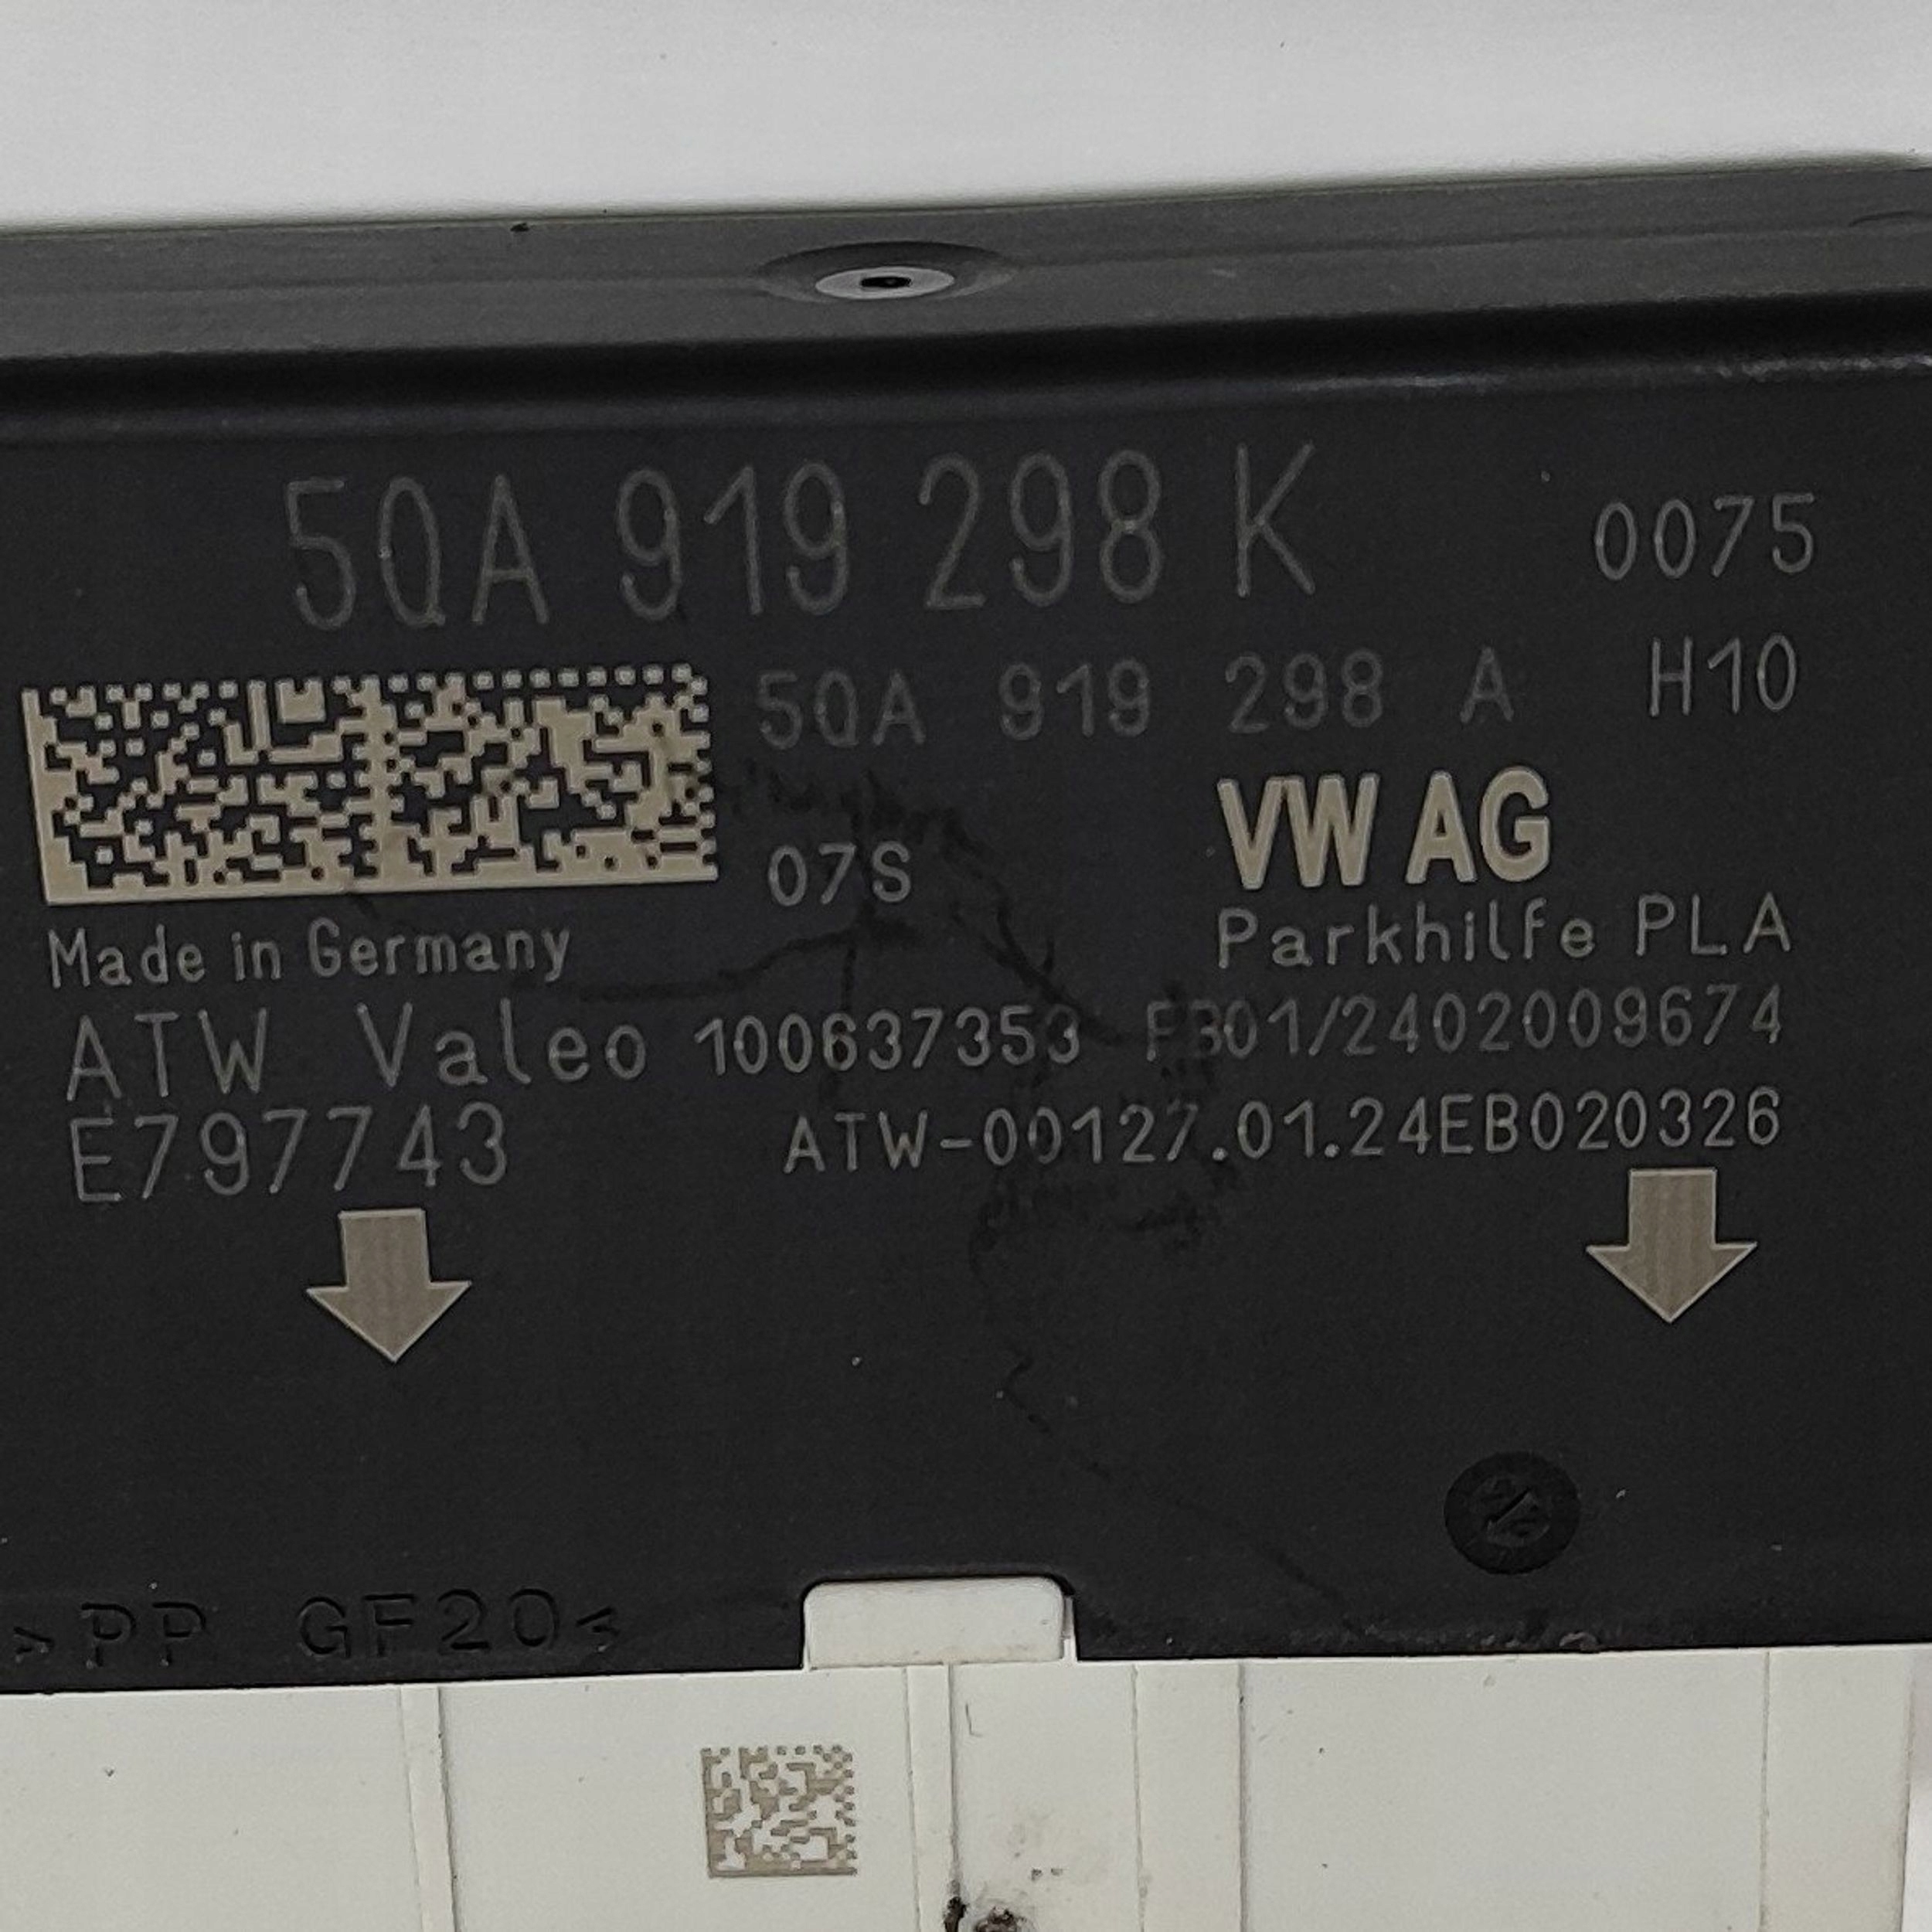 5QA 919 298 K 0075
5QA 919 298 A H10
07S VW AG
Made in Germany Parkhilfe PLA
ATW Valeo 100637353 F301/2402009674
E797743 ATW-00127.01.24EB020326
>PP GF20<